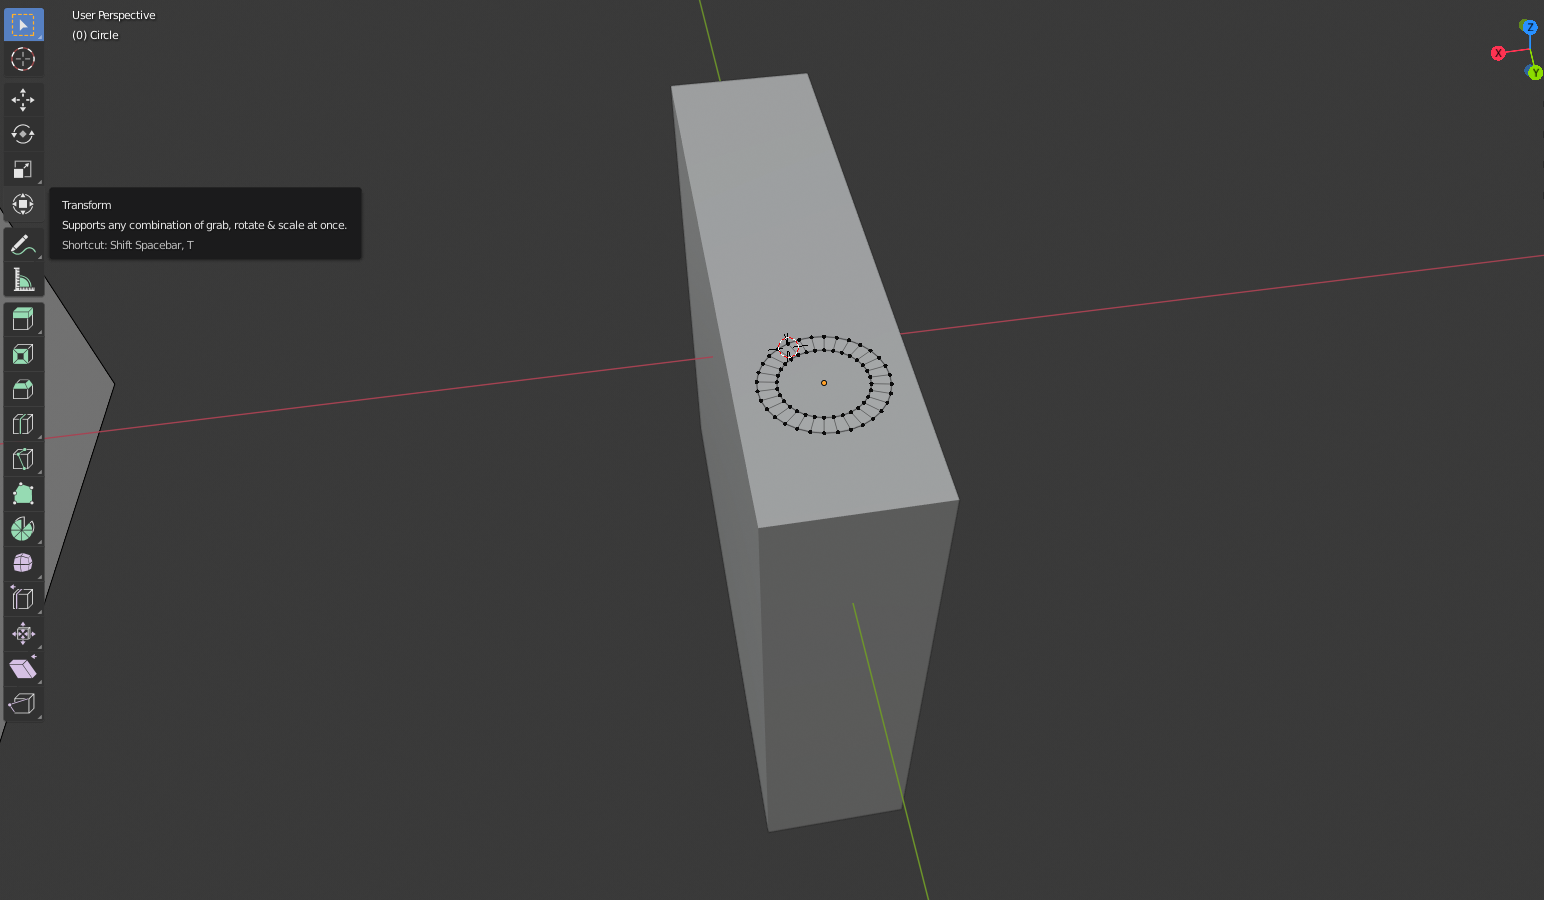 User Perspective
(0) Circle
Z
X
Y
Transform
Supports any combination of grab, rotate & scale at once.
Shortcut: Shift Spacebar, T